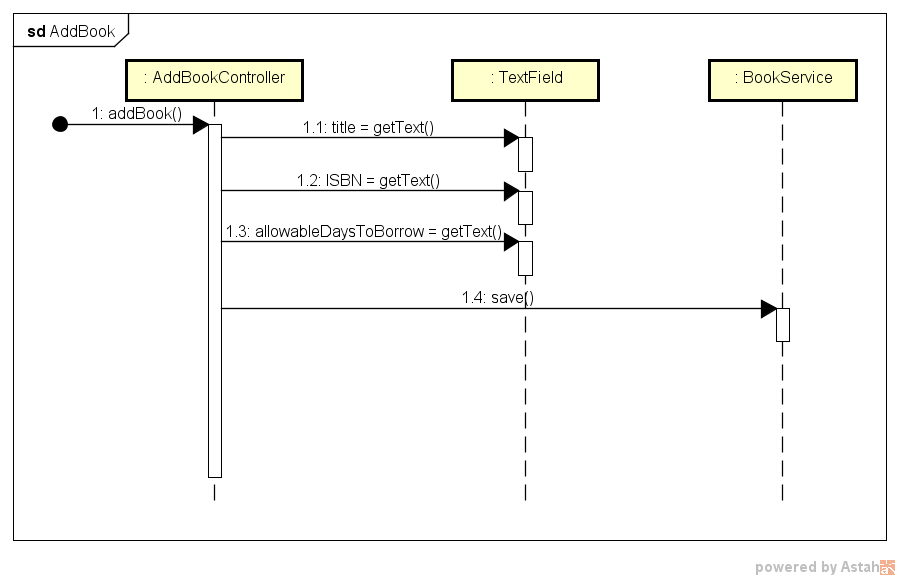 sd AddBook
: AddBookController
: TextField
: BookService
1: addBook()
1.1: title = getText()
1.2: ISBN = getText()
1.3: allowableDaysToBorrow = getText()
1.4: save()
powered by Astah